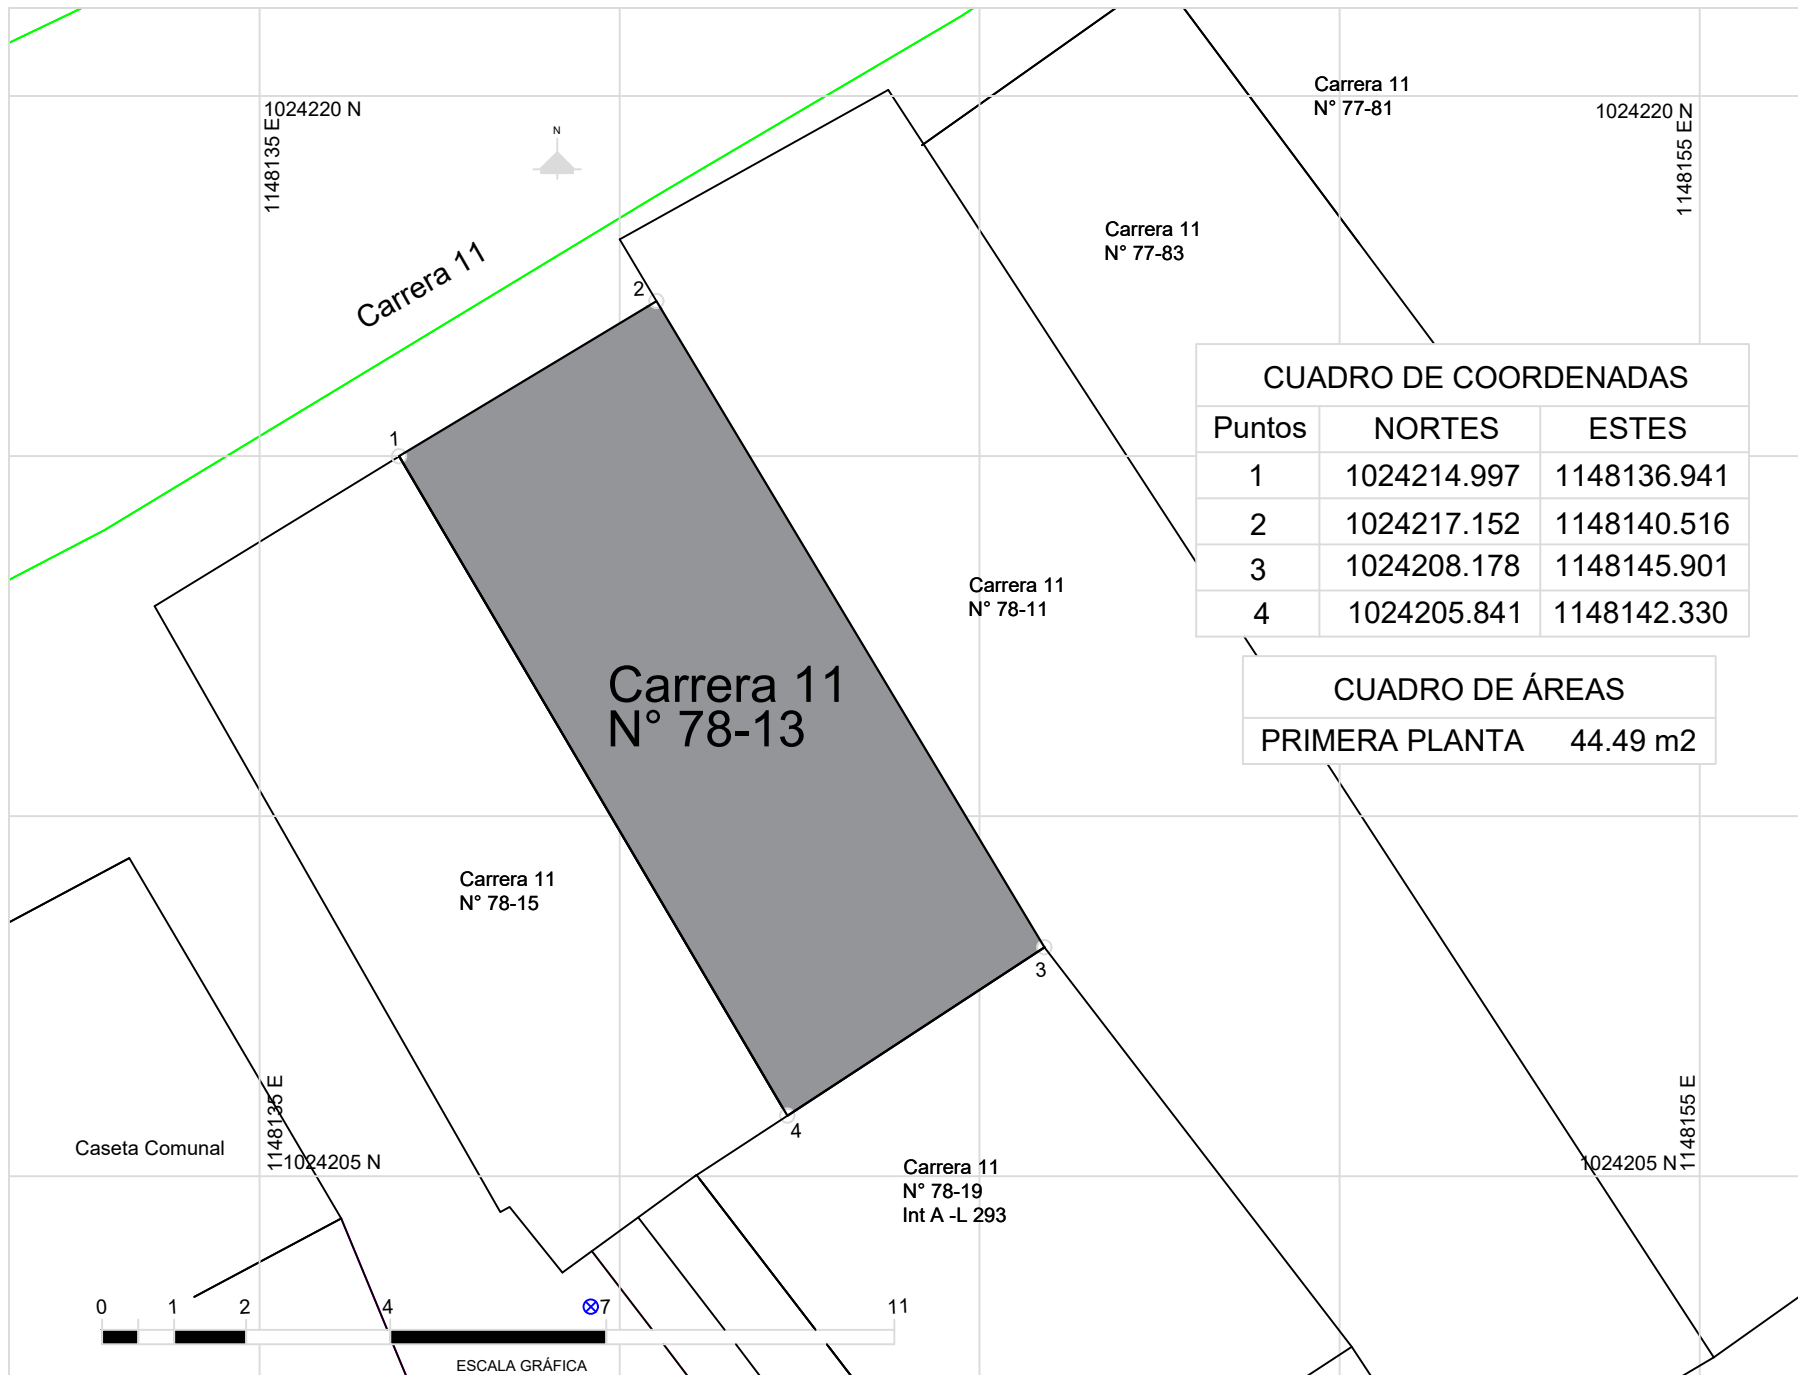 Carrera 11
N° 77-81
1024220 N
1148135 E
N
1024220 N
1148155 E
Carrera 11
N° 77-83
Carrera 11
2
1
CUADRO DE COORDENADAS
Puntos NORTES ESTES
1 1024214.997 1148136.941
2 1024217.152 1148140.516
3 1024208.178 1148145.901
4 1024205.841 1148142.330
Carrera 11
N° 78-11
Carrera 11
N° 78-13
CUADRO DE ÁREAS
PRIMERA PLANTA 44.49 m2
Carrera 11
N° 78-15
3
4
Caseta Comunal
1148135 E
1024205 N
Carrera 11
N° 78-19
Int A -L 293
1148155 E
1024205 N
0 1 2 4 7 11
ESCALA GRÁFICA